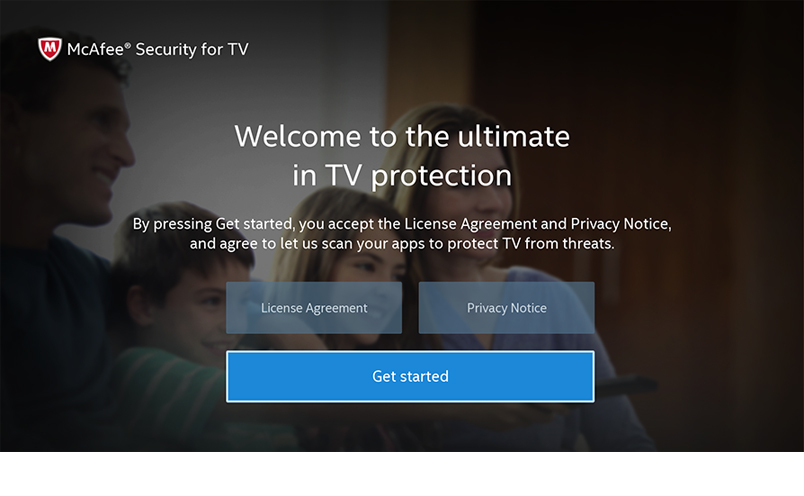 McAfee® Security for TV
Welcome to the ultimate
in TV protection
By pressing Get started, you accept the License Agreement and Privacy Notice,
and agree to let us scan your apps to protect TV from threats.
License Agreement
Privacy Notice
Get started